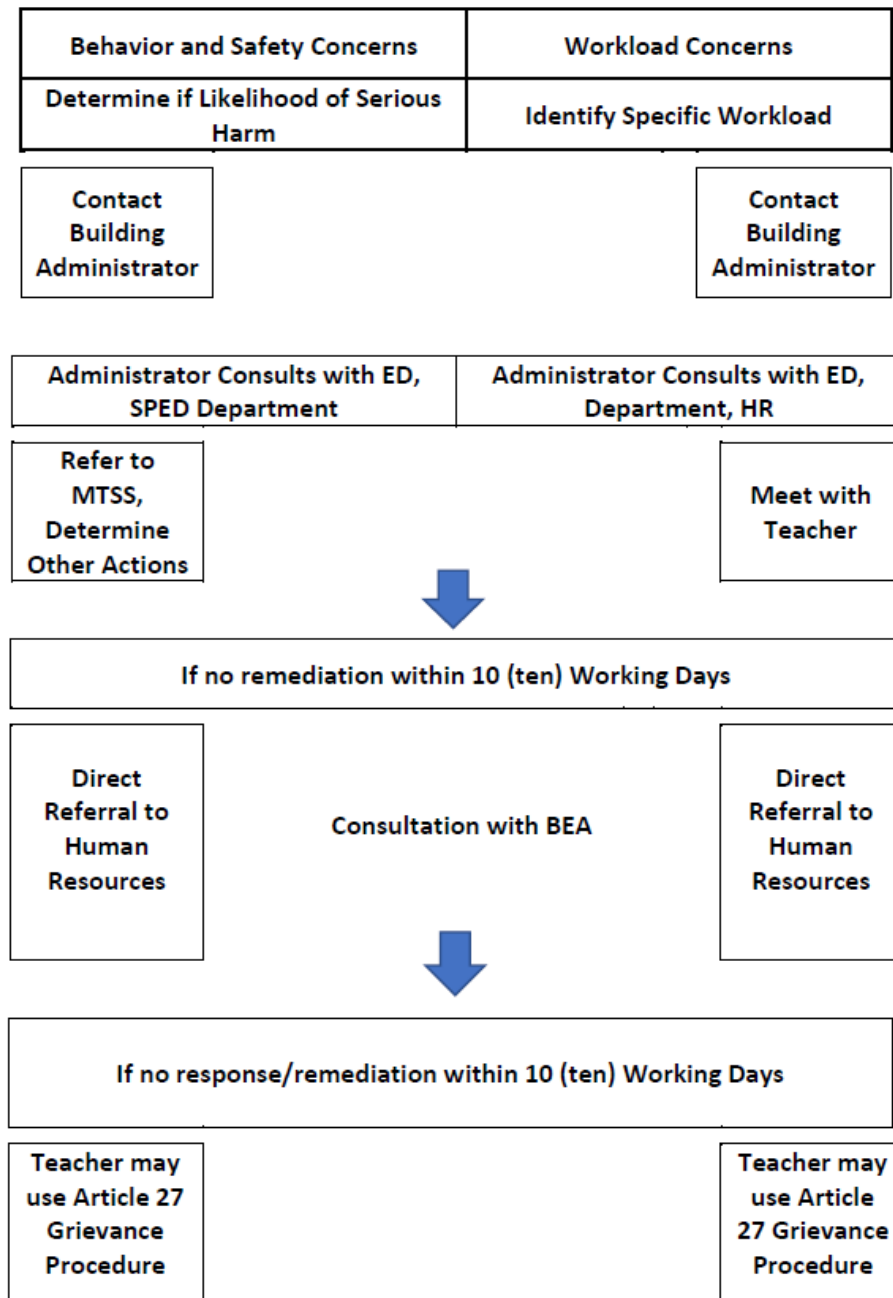 Behavior and Safety Concerns
Workload Concerns
Determine if Likelihood of Serious
Harm
Identify Specific Workload
Contact
Building
Administrator
Contact
Building
Administrator
Administrator Consults with ED,
SPED Department
Administrator Consults with ED,
Department, HR
Refer to
MTSS,
Determine
Other Actions
Meet with
Teacher
If no remediation within 10 (ten) Working Days
Direct
Referral to
Human
Resources
Consultation with BEA
Direct
Referral to
Human
Resources
If no response/remediation within 10 (ten) Working Days
Teacher may
use Article 27
Grievance
Procedure
Teacher may
use Article
27 Grievance
Procedure